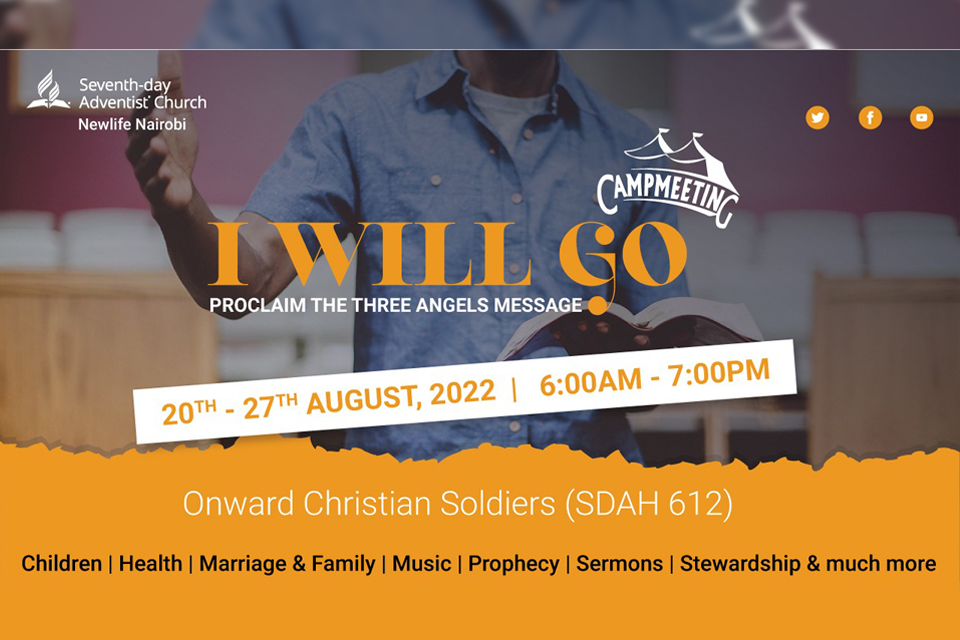 Seventh-day
Adventist® Church
Newlife Nairobi
CAMPMEETING
I WILL GO
PROCLAIM THE THREE ANGELS MESSAGE
20TH - 27TH AUGUST, 2022 | 6:00AM - 7:00PM
Onward Christian Soldiers (SDAH 612)
Children | Health | Marriage & Family | Music | Prophecy | Sermons | Stewardship & much more